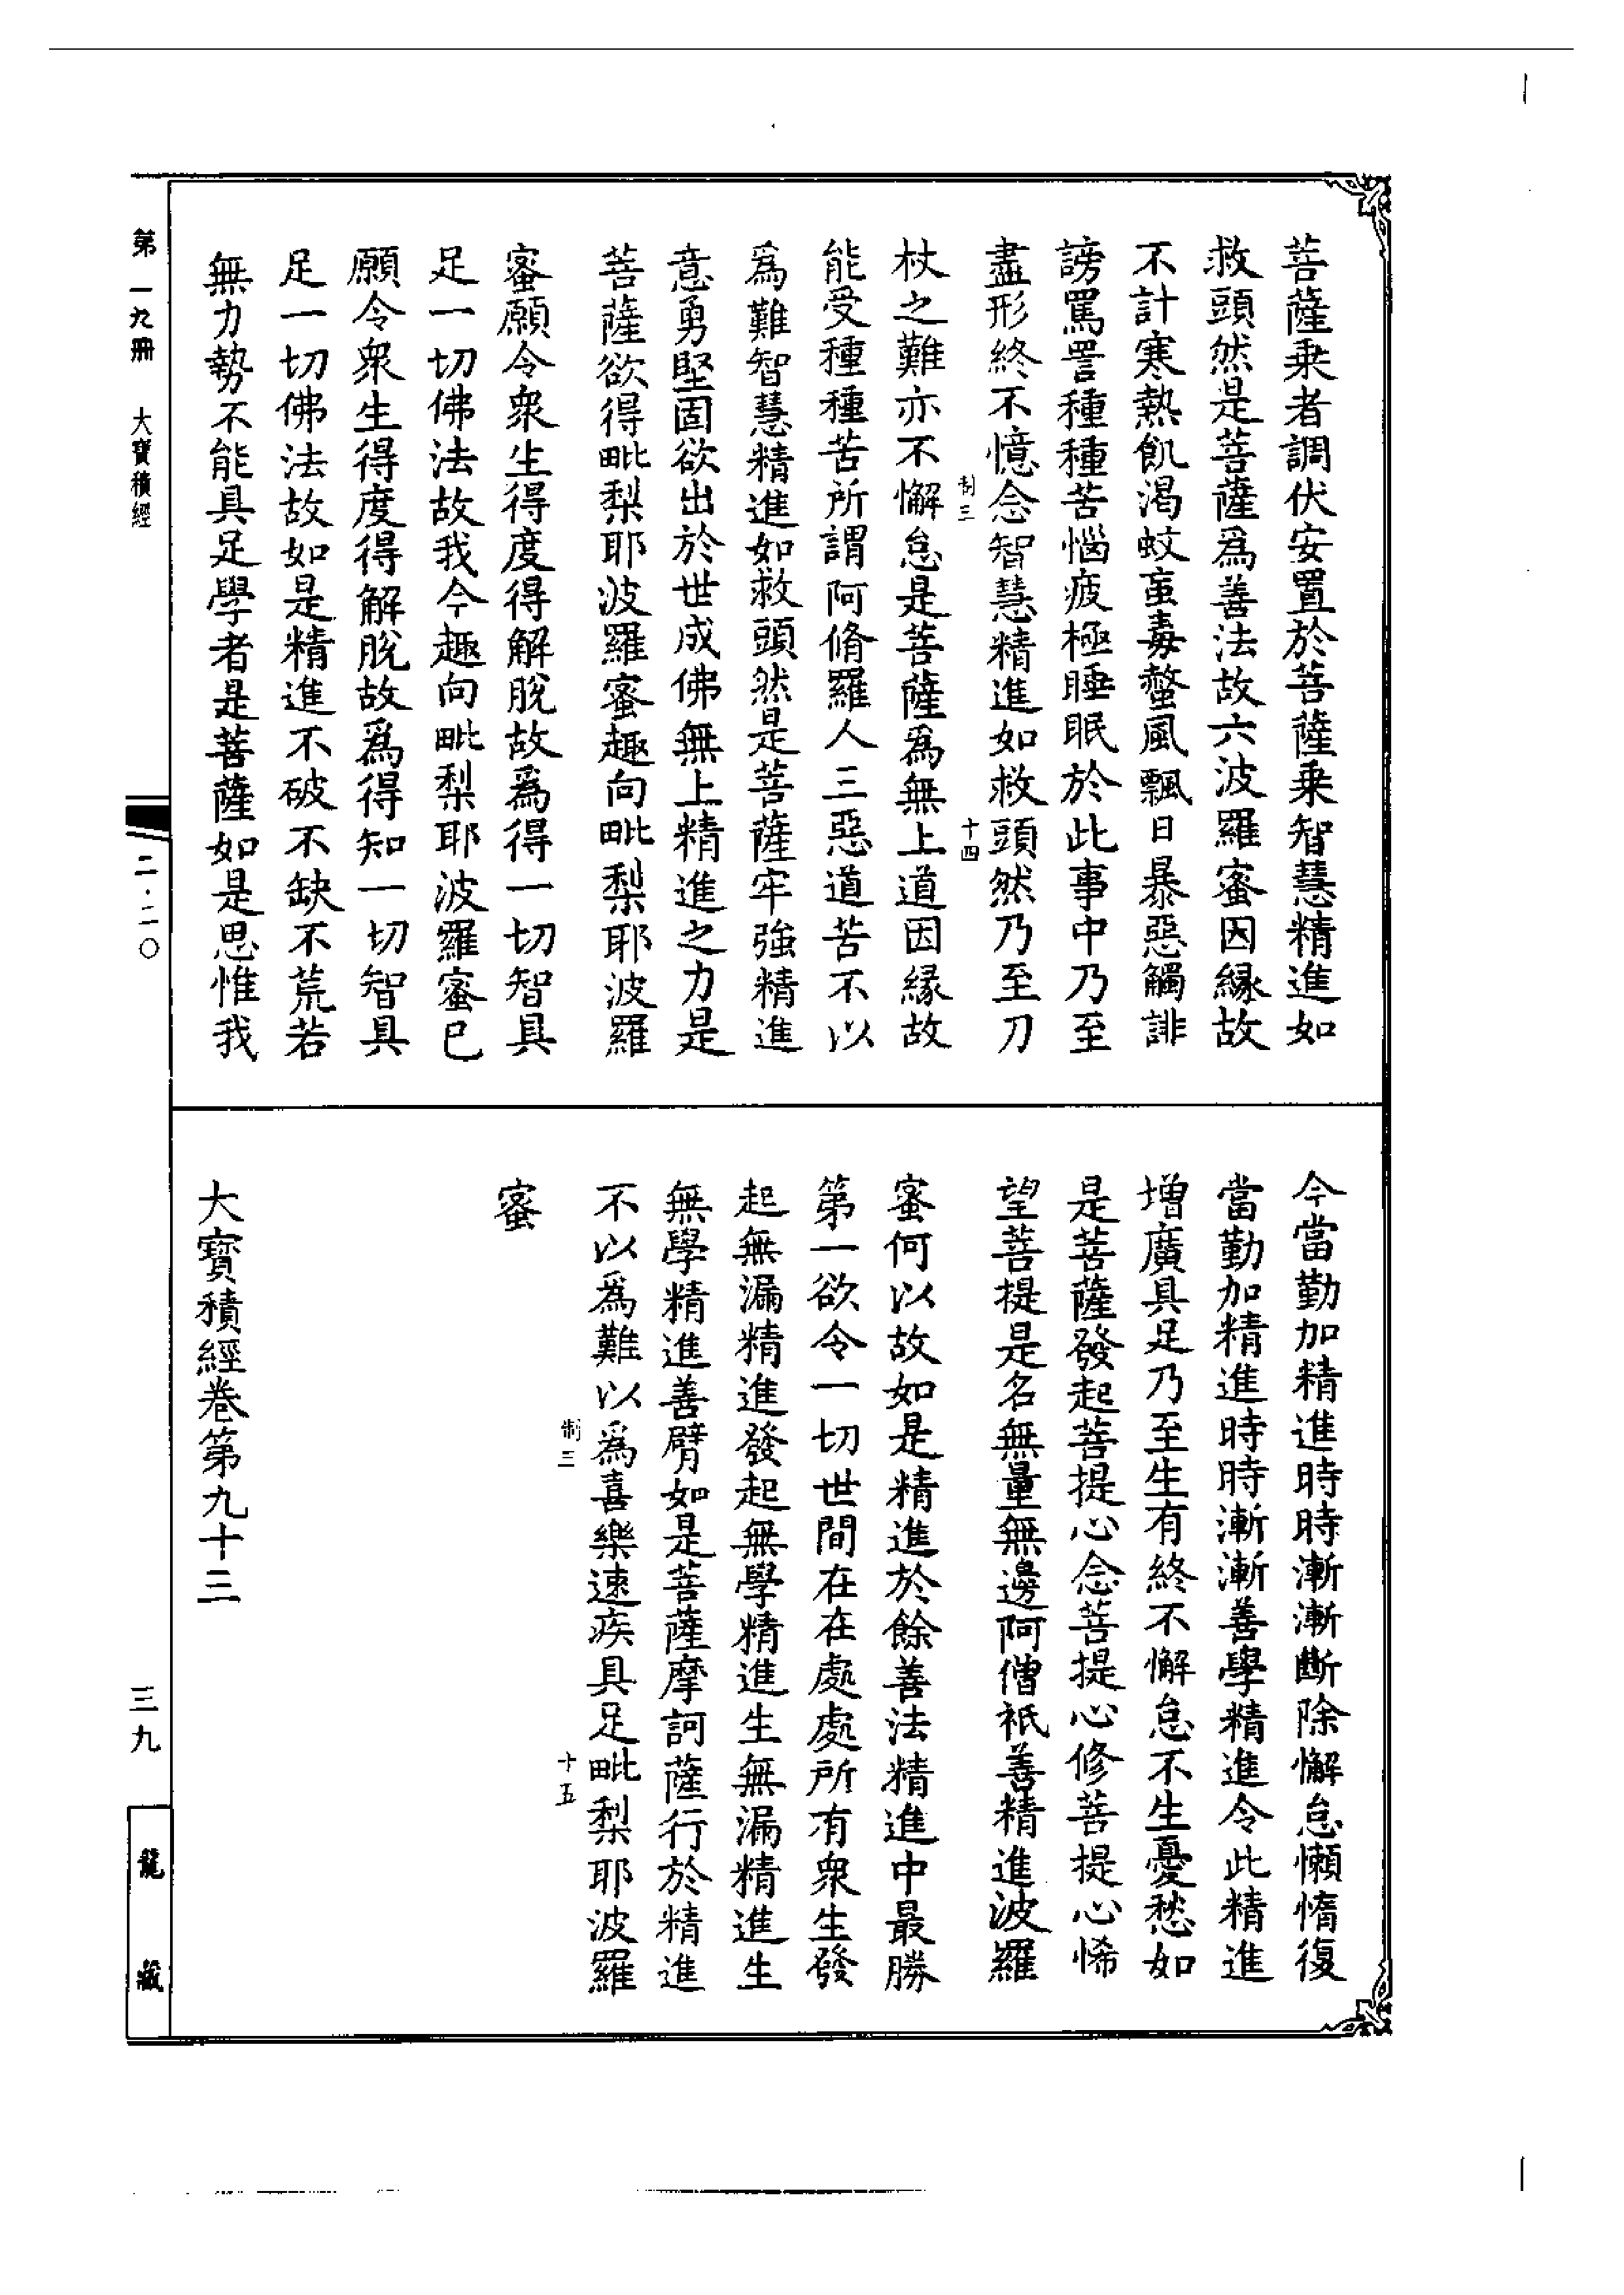 菩薩乗者調伏安置於菩薩乗智慧精進如
救頭然是菩薩爲善法故六波羅蜜因緣故
不計寒熱飢渴蚊䖟毒螫風飄日暴惡觸誹
謗罵詈種種苦惱疲極睡眠於此事中乃至
盡形終不憶念智慧精進如救頭然乃至刀
制三
十四
杖之難亦不懈怠是菩薩爲無上道因緣故
能受種種苦所謂阿脩羅人三惡道苦不以
爲難智慧精進如救頭然是菩薩牢強精進
意勇堅固欲出於世成佛無上精進之力是
菩薩欲得毗梨耶波羅蜜趣向毗梨耶波羅
蜜願令衆生得度得解脫故爲得一切智具
足一切佛法故我今趣向毗梨耶波羅蜜已
願令衆生得度得解脫故爲得知一切智具
足一切佛法故如是精進不破不缺不荒若
無力勢不能具足學者是菩薩如是思惟我
今當勤加精進時時漸漸斷除懈怠懶惰復
當勤加精進時時漸漸善學精進令此精進
增廣具足乃至生有終不懈怠不生憂愁如
是菩薩發起菩提心念菩提心修菩提心悕
望菩提是名無量無邊阿僧祇善精進波羅
蜜何以故如是精進於餘善法精進中最勝
第一欲令一切世間在在處處所有衆生發
起無漏精進發起無學精進生無漏精進生
無學精進善臂如是菩薩摩訶薩行於精進
不以爲難以爲喜樂速疾具足毗梨耶波羅
制三
十五
蜜
大寶積經卷第九十三
第一九冊 大寶積經
二·二〇
三九
龍藏